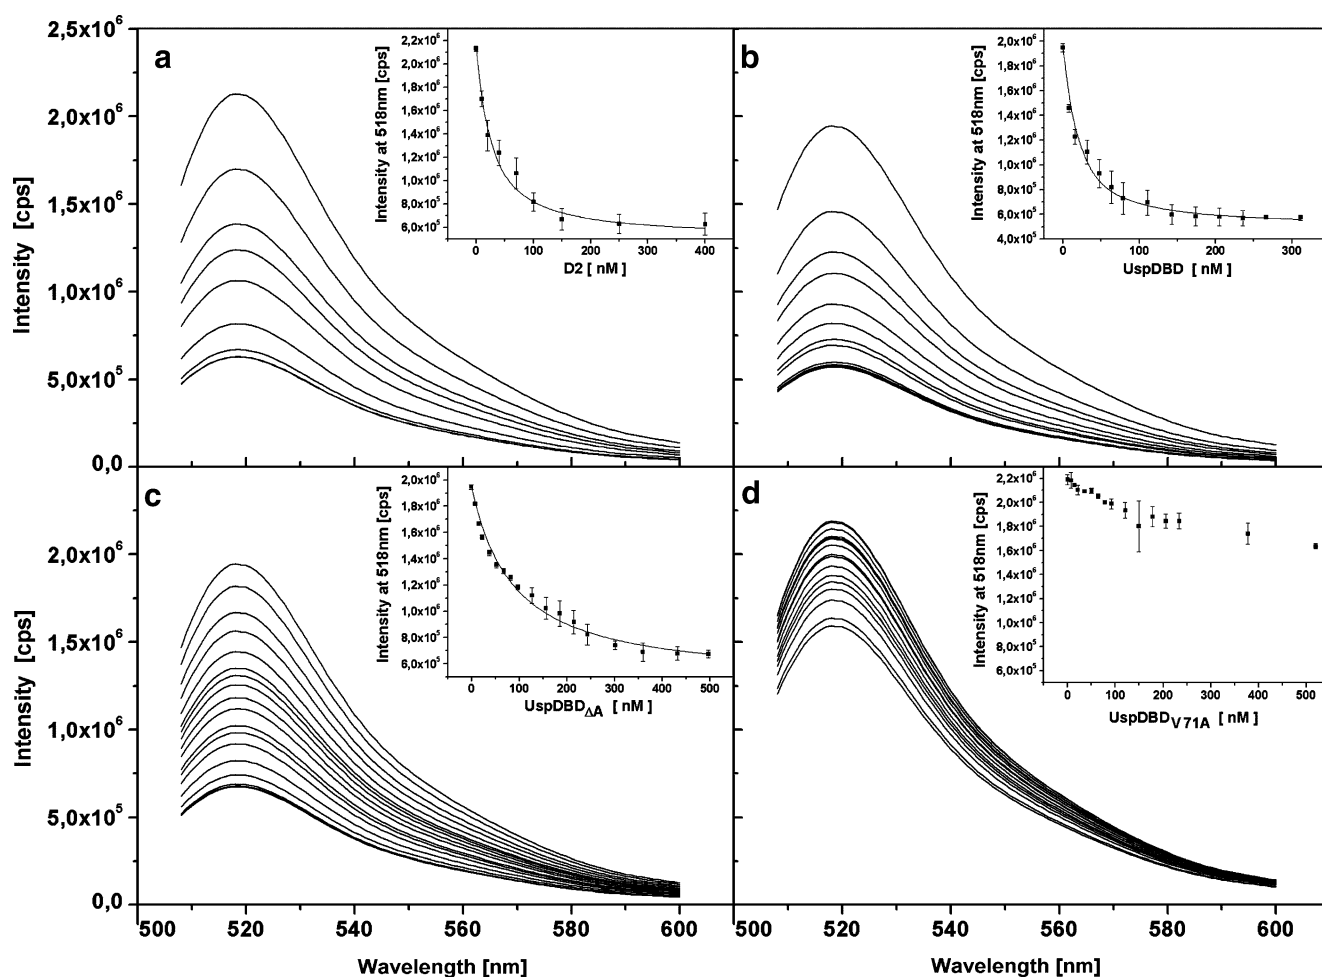 a
2,5x10⁶
2,0x10⁶
1,5x10⁶
1,0x10⁶
5,0x10⁵
0,0
Intensity [cps]
2,2x10⁶
2,0x10⁶
1,8x10⁶
1,6x10⁶
1,4x10⁶
1,2x10⁶
1,0x10⁶
8,0x10⁵
6,0x10⁵
Intensity at 518nm [cps]
0 100 200 300 400
D2 [ nM ]
b
2,0x10⁶
1,8x10⁶
1,6x10⁶
1,4x10⁶
1,2x10⁶
1,0x10⁶
8,0x10⁵
6,0x10⁵
4,0x10⁵
Intensity at 518nm [cps]
0 100 200 300
UspDBD [ nM ]
c
2,0x10⁶
1,5x10⁶
1,0x10⁶
5,0x10⁵
0,0
Intensity [cps]
500 520 540 560 580 600
Wavelength [nm]
2,0x10⁶
1,8x10⁶
1,6x10⁶
1,4x10⁶
1,2x10⁶
1,0x10⁶
8,0x10⁵
6,0x10⁵
Intensity at 518nm [cps]
0 100 200 300 400 500
UspDBD_ΔA [ nM ]
d
2,2x10⁶
2,0x10⁶
1,8x10⁶
1,6x10⁶
1,4x10⁶
1,2x10⁶
1,0x10⁶
8,0x10⁵
6,0x10⁵
Intensity at 518nm [cps]
0 100 200 300 400 500
UspDBD_V71A [ nM ]
500 520 540 560 580 600
Wavelength [nm]